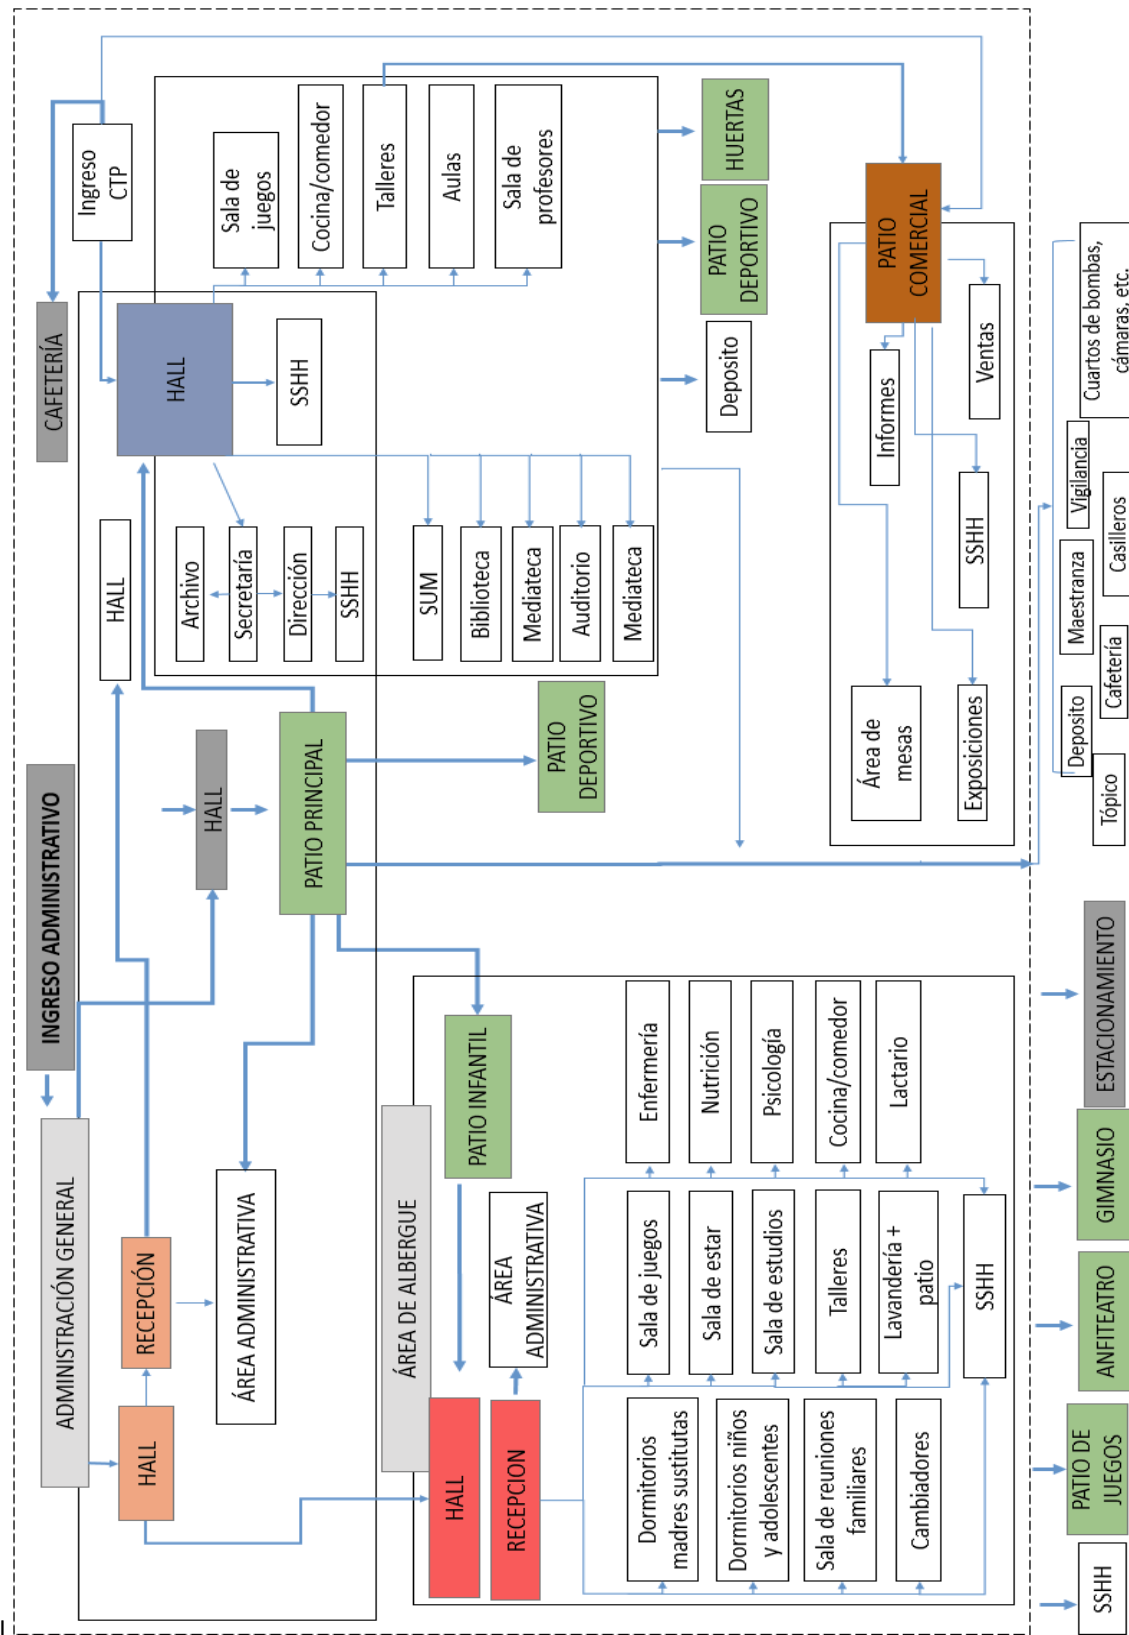 INGRESO ADMINISTRATIVO
ADMINISTRACIÓN GENERAL
HALL
RECEPCIÓN
ÁREA ADMINISTRATIVA
HALL
PATIO PRINCIPAL
HALL
CAFETERÍA
Ingreso
CTP
HALL
SSHH
Archivo
Secretaría
Dirección
SSHH
SUM
Biblioteca
Mediateca
Auditorio
Mediateca
Sala de
juegos
Cocina/comedor
Talleres
Aulas
Sala de
profesores
PATIO
DEPORTIVO
Deposito
PATIO
DEPORTIVO
HUERTAS
ÁREA DE ALBERGUE
HALL
RECEPCION
PATIO INFANTIL
ÁREA
ADMINISTRATIVA
Dormitorios
madres sustitutas
Dormitorios niños
y adolescentes
Sala de reuniones
familiares
Cambiadores
Sala de juegos
Sala de estar
Sala de estudios
Talleres
Lavandería +
patio
SSHH
Enfermería
Nutrición
Psicología
Cocina/comedor
Lactario
PATIO
COMERCIAL
Área de
mesas
Informes
Exposiciones
SSHH
Ventas
SSHH
PATIO DE
JUEGOS
ANFITEATRO
GIMNASIO
ESTACIONAMIENTO
Tópico
Deposito
Cafetería
Maestranza
Casilleros
Vigilancia
Cuartos de bombas,
cámaras, etc.